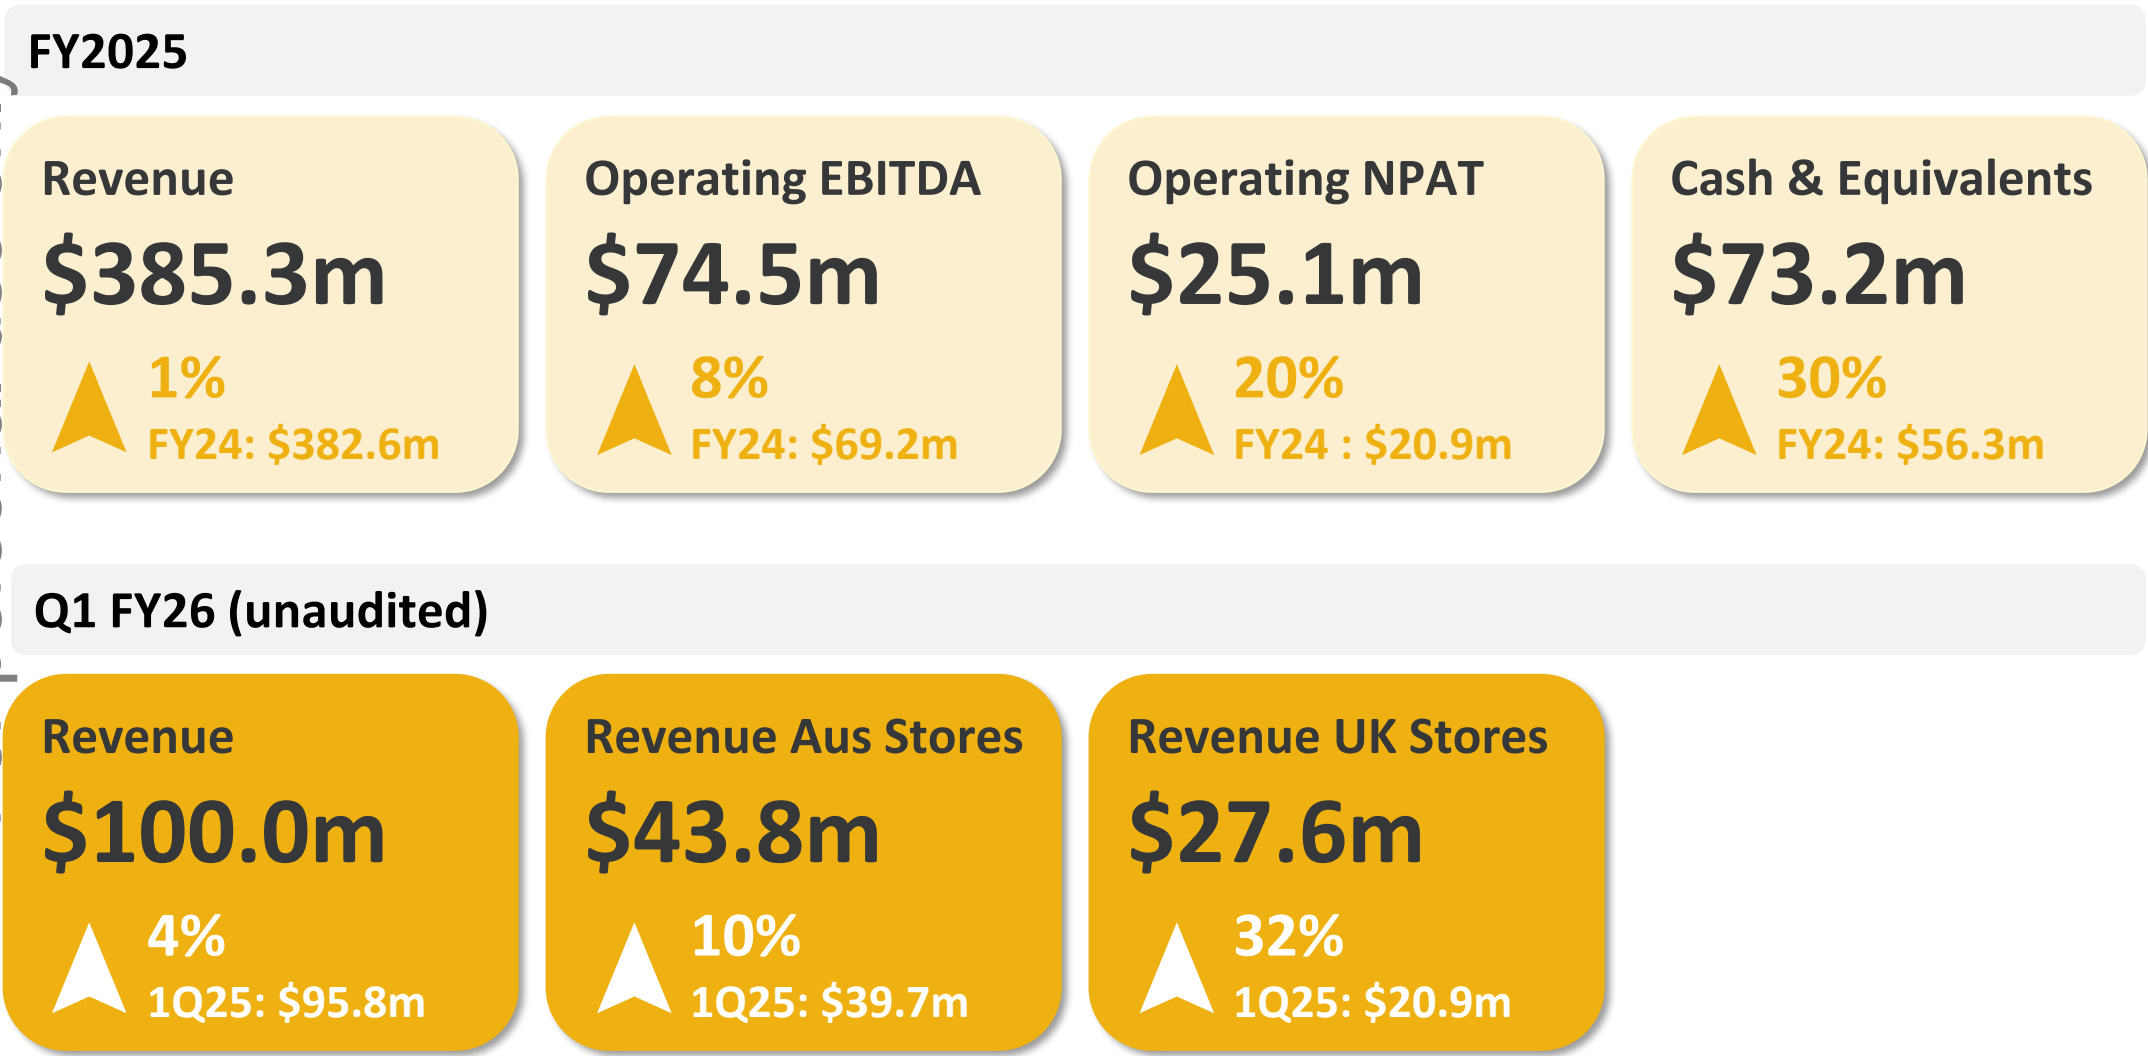 FY2025
Revenue
$385.3m
1%
FY24: $382.6m
Operating EBITDA
$74.5m
8%
FY24: $69.2m
Operating NPAT
$25.1m
20%
FY24 : $20.9m
Cash & Equivalents
$73.2m
30%
FY24: $56.3m
Q1 FY26 (unaudited)
Revenue
$100.0m
4%
1Q25: $95.8m
Revenue Aus Stores
$43.8m
10%
1Q25: $39.7m
Revenue UK Stores
$27.6m
32%
1Q25: $20.9m